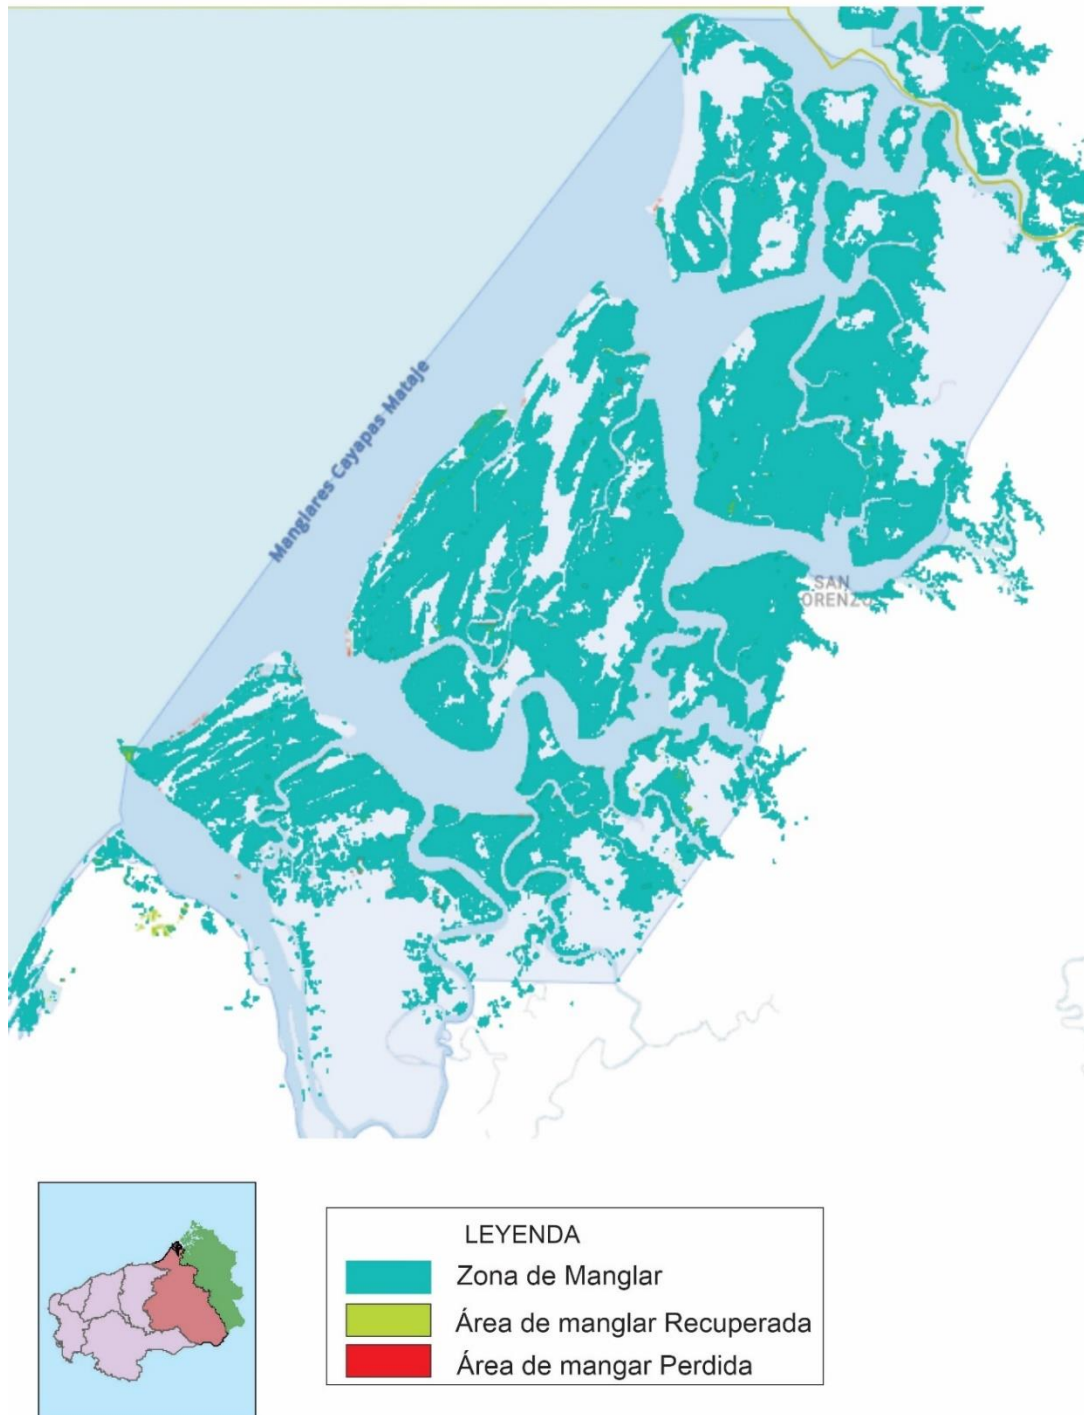 Manglares Cayapas Mataje
SAN
ORENZO
LEYENDA
Zona de Manglar
Área de manglar Recuperada
Área de mangar Perdida